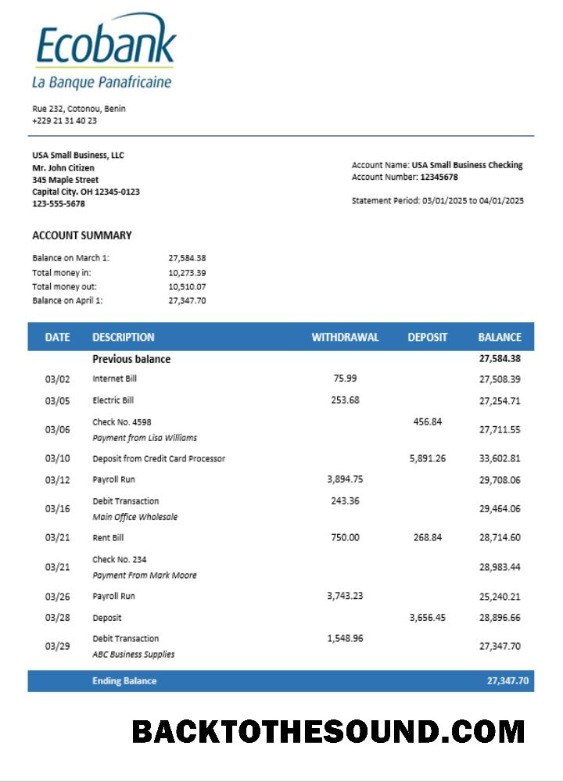 Ecobank
La Banque Panafricaine
Rue 232, Cotonou, Benin
+229 21 31 40 23
USA Small Business, LLC
Mr. John Citizen
345 Maple Street
Capital City. OH 12345-0123
123-555-5678
Account Name: USA Small Business Checking
Account Number: 12345678
Statement Period: 03/01/2025 to 04/01/2025
ACCOUNT SUMMARY
Balance on March 1: 27,584.38
Total money in: 10,273.39
Total money out: 10,510.07
Balance on April 1: 27,347.70
DATE DESCRIPTION WITHDRAWAL DEPOSIT BALANCE
Previous balance 27,584.38
03/02 Internet Bill 75.99 27,508.39
03/05 Electric Bill 253.68 27,254.71
03/06 Check No. 4598 456.84 27,711.55
Payment from Lisa Williams
03/10 Deposit from Credit Card Processor 5,891.26 33,602.81
03/12 Payroll Run 3,894.75 29,708.06
03/16 Debit Transaction 243.36 29,464.06
Main Office Wholesale
03/21 Rent Bill 750.00 268.84 28,714.60
03/21 Check No. 234 28,983.44
Payment From Mark Moore
03/26 Payroll Run 3,743.23 25,240.21
03/28 Deposit 3,656.45 28,896.66
03/29 Debit Transaction 1,548.96 27,347.70
ABC Business Supplies
Ending Balance 27,347.70
BACKTOTHESOUND.COM